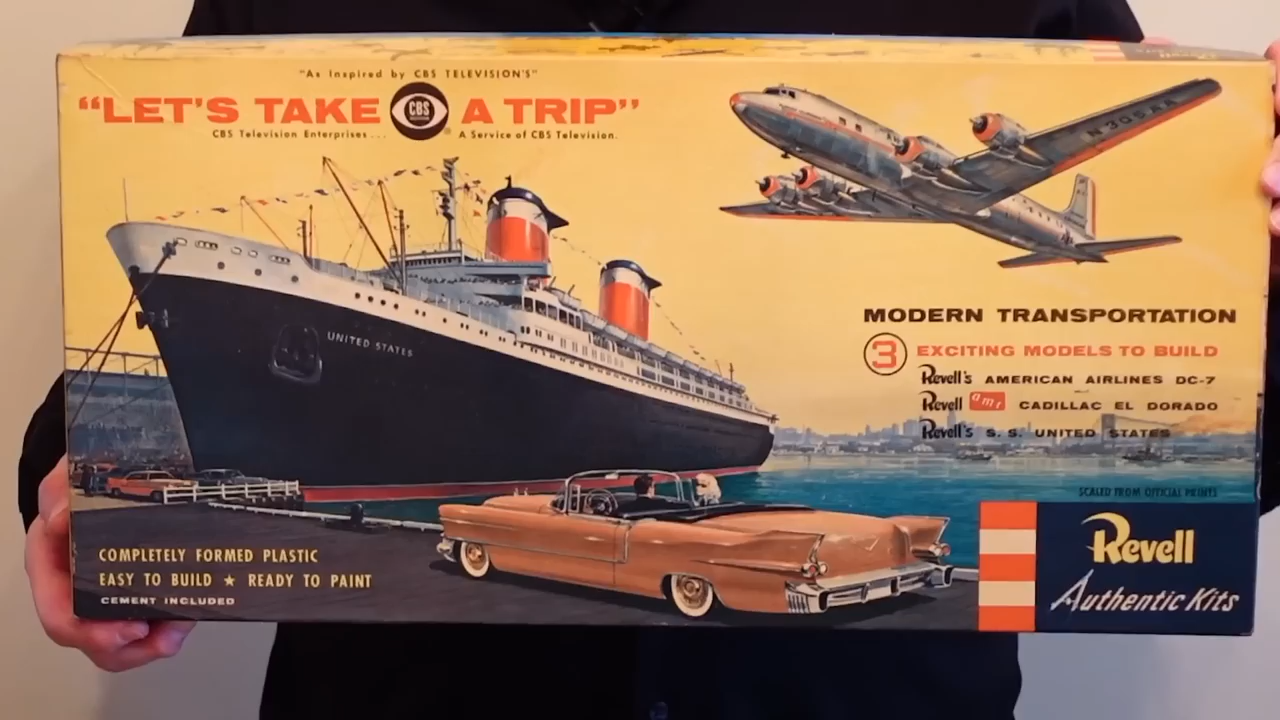 "As Inspired by CBS TELEVISION'S"
"LET'S TAKE CBS A TRIP"
CBS Television Enterprises... A Service of CBS Television.
N305AA
UNITED STATES
MODERN TRANSPORTATION
3 EXCITING MODELS TO BUILD
Revell's AMERICAN AIRLINES DC-7
Revell amt CADILLAC EL DORADO
Revell's S.S. UNITED STATES
SCALED FROM OFFICIAL PRINTS
COMPLETELY FORMED PLASTIC
EASY TO BUILD ★ READY TO PAINT
CEMENT INCLUDED
Revell
Authentic Kits